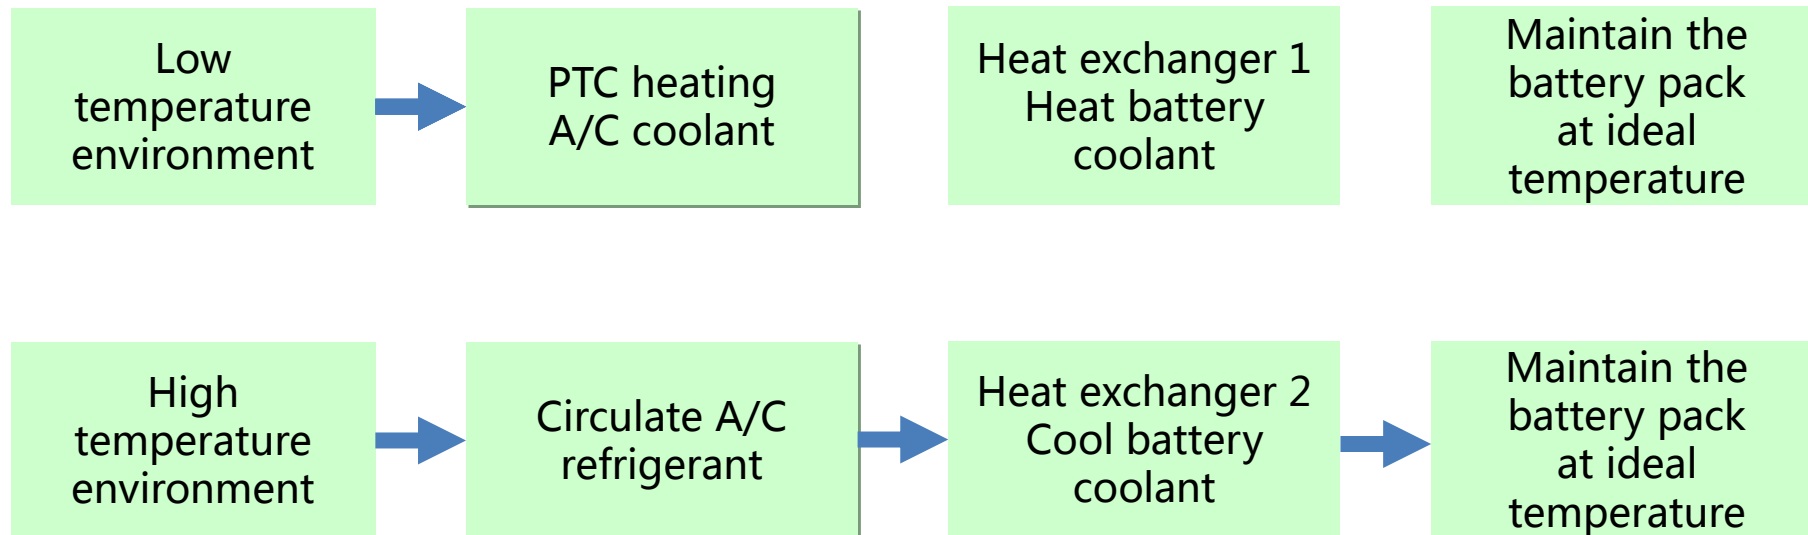 Low
temperature
environment
PTC heating
A/C coolant
Heat exchanger 1
Heat battery
coolant
Maintain the
battery pack
at ideal
temperature
High
temperature
environment
Circulate A/C
refrigerant
Heat exchanger 2
Cool battery
coolant
Maintain the
battery pack
at ideal
temperature